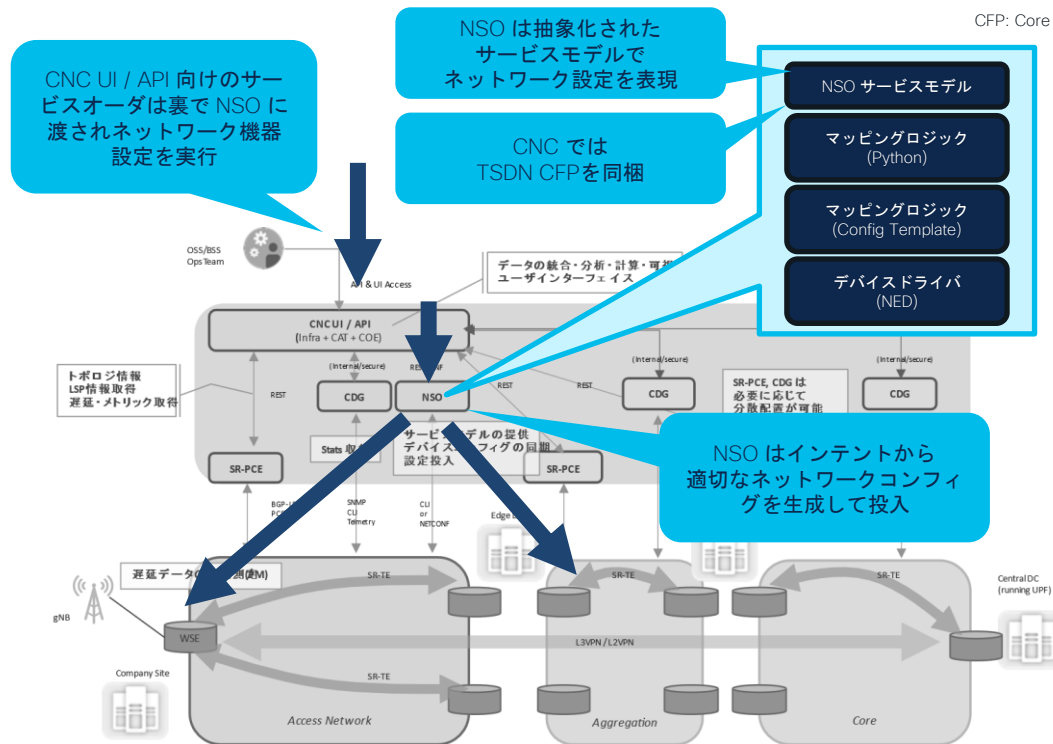 CFP: Core
NSO は抽象化された
サービスモデルで
ネットワーク設定を表現
CNC UI / API 向けのサー
ビスオーダは裏で NSO に
渡されネットワーク機器
設定を実行
CNC では
TSDN CFPを同梱
NSO サービスモデル
マッピングロジック
(Python)
マッピングロジック
(Config Template)
デバイスドライバ
(NED)
OSS/BSS
Ops Team
API & UI Access
データの統合・分析・計算・可視
ユーザインターフェイス
CNC UI / API
(Infra + CAT + COE)
トポロジ情報
LSP情報取得
遅延・メトリック取得
REST
(Internal/secure)
REST
REST
(Internal/secure)
(Internal/secure)
CDG
NSO
CDG
CDG
SR-PCE, CDG は
必要に応じて
分散配置が可能
Stats
サービ
デルの提供
デバイス
フィグの同期
設定投入
SR-PCE
SR-PCE
NSO はインテントから
適切なネットワークコンフィ
グを生成して投入
SNMP
CLI
Telemetry
CLI
or
NETCONF
Edge
遅延データの
gNB
WSE
SR-TE
SR-TE
SR-TE
SR-TE
Central DC
(running UPF)
L3VPN / L2VPN
Company Site
Access Network
Aggregation
Core